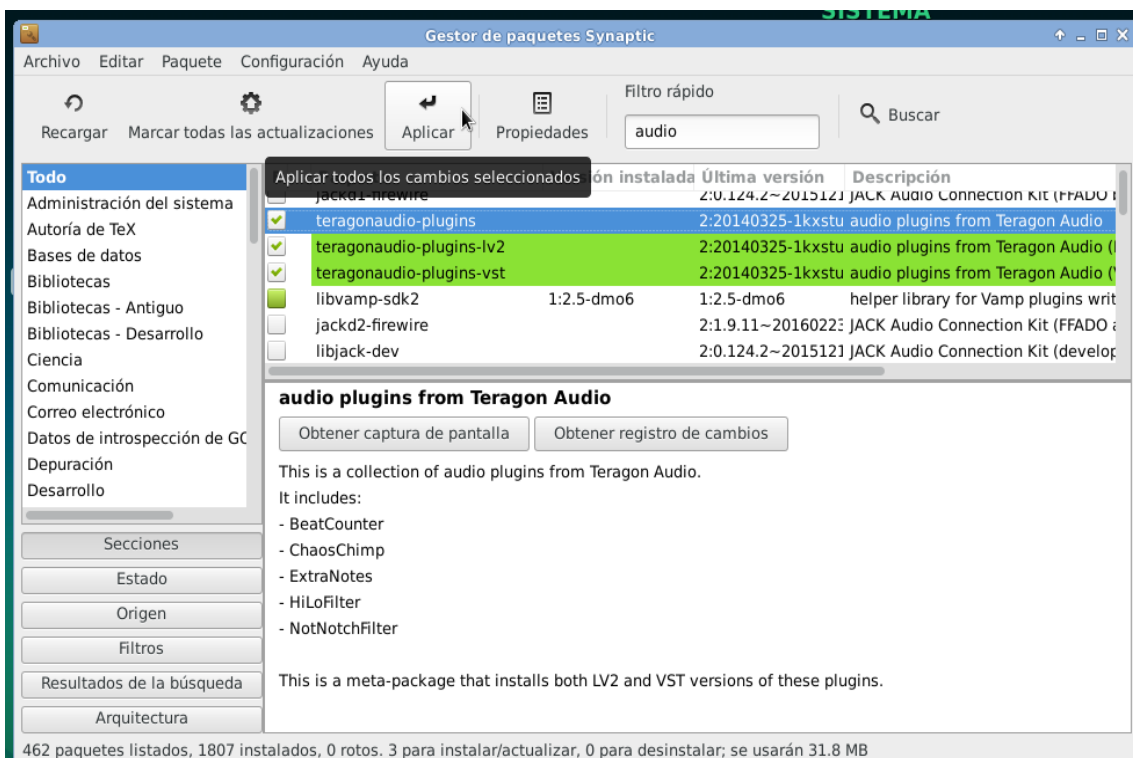 SISTEMA
Gestor de paquetes Synaptic
Archivo Editar Paquete Configuración Ayuda
Filtro rápido
Recargar Marcar todas las actualizaciones Aplicar Propiedades audio Buscar
Todo
Administración del sistema
Autoría de TeX
Bases de datos
Bibliotecas
Bibliotecas - Antiguo
Bibliotecas - Desarrollo
Ciencia
Comunicación
Correo electrónico
Datos de introspección de GO
Depuración
Desarrollo
Secciones
Estado
Origen
Filtros
Resultados de la búsqueda
Arquitectura
Aplicar todos los cambios seleccionados instalada Última versión Descripción
jackd1-firewire 2:0.124.2~2015121 JACK Audio Connection Kit (FFADO
teragonaudio-plugins 2:20140325-1kxstu audio plugins from Teragon Audio
teragonaudio-plugins-lv2 2:20140325-1kxstu audio plugins from Teragon Audio (
teragonaudio-plugins-vst 2:20140325-1kxstu audio plugins from Teragon Audio (
libvamp-sdk2 1:2.5-dmo6 1:2.5-dmo6 helper library for Vamp plugins writ
jackd2-firewire 2:1.9.11~20160223 JACK Audio Connection Kit (FFADO
libjack-dev 2:0.124.2~2015121 JACK Audio Connection Kit (develop
audio plugins from Teragon Audio
Obtener captura de pantalla Obtener registro de cambios
This is a collection of audio plugins from Teragon Audio.
It includes:
- BeatCounter
- ChaosChimp
- ExtraNotes
- HiLoFilter
- NotNotchFilter
This is a meta-package that installs both LV2 and VST versions of these plugins.
462 paquetes listados, 1807 instalados, 0 rotos. 3 para instalar/actualizar, 0 para desinstalar; se usarán 31.8 MB